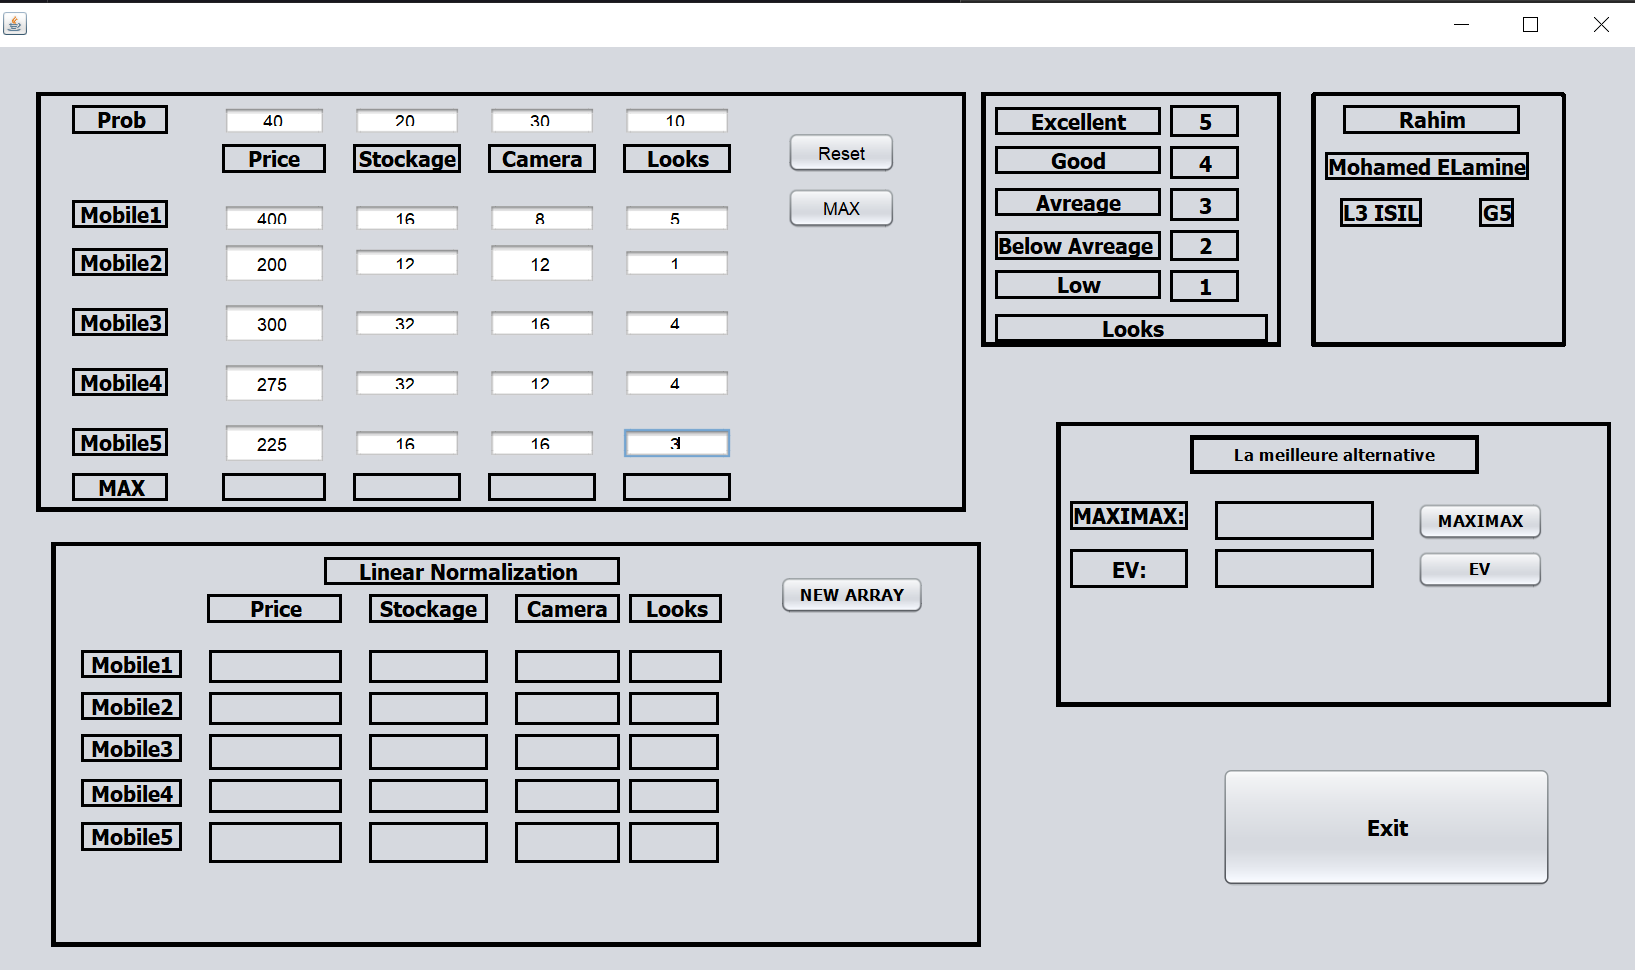 Prob 40 20 30 10
Price Stockage Camera Looks
Reset
Mobile1 400 16 8 5
MAX
Mobile2 200 12 12 1
Mobile3 300 32 16 4
Mobile4 275 32 12 4
Mobile5 225 16 16 3
MAX
Excellent 5
Good 4
Avreage 3
Below Avreage 2
Low 1
Looks
Rahim
Mohamed ELamine
L3 ISIL G5
La meilleure alternative
MAXIMAX: MAXIMAX
EV: EV
Linear Normalization
NEW ARRAY
Price Stockage Camera Looks
Mobile1
Mobile2
Mobile3
Mobile4
Mobile5
Exit